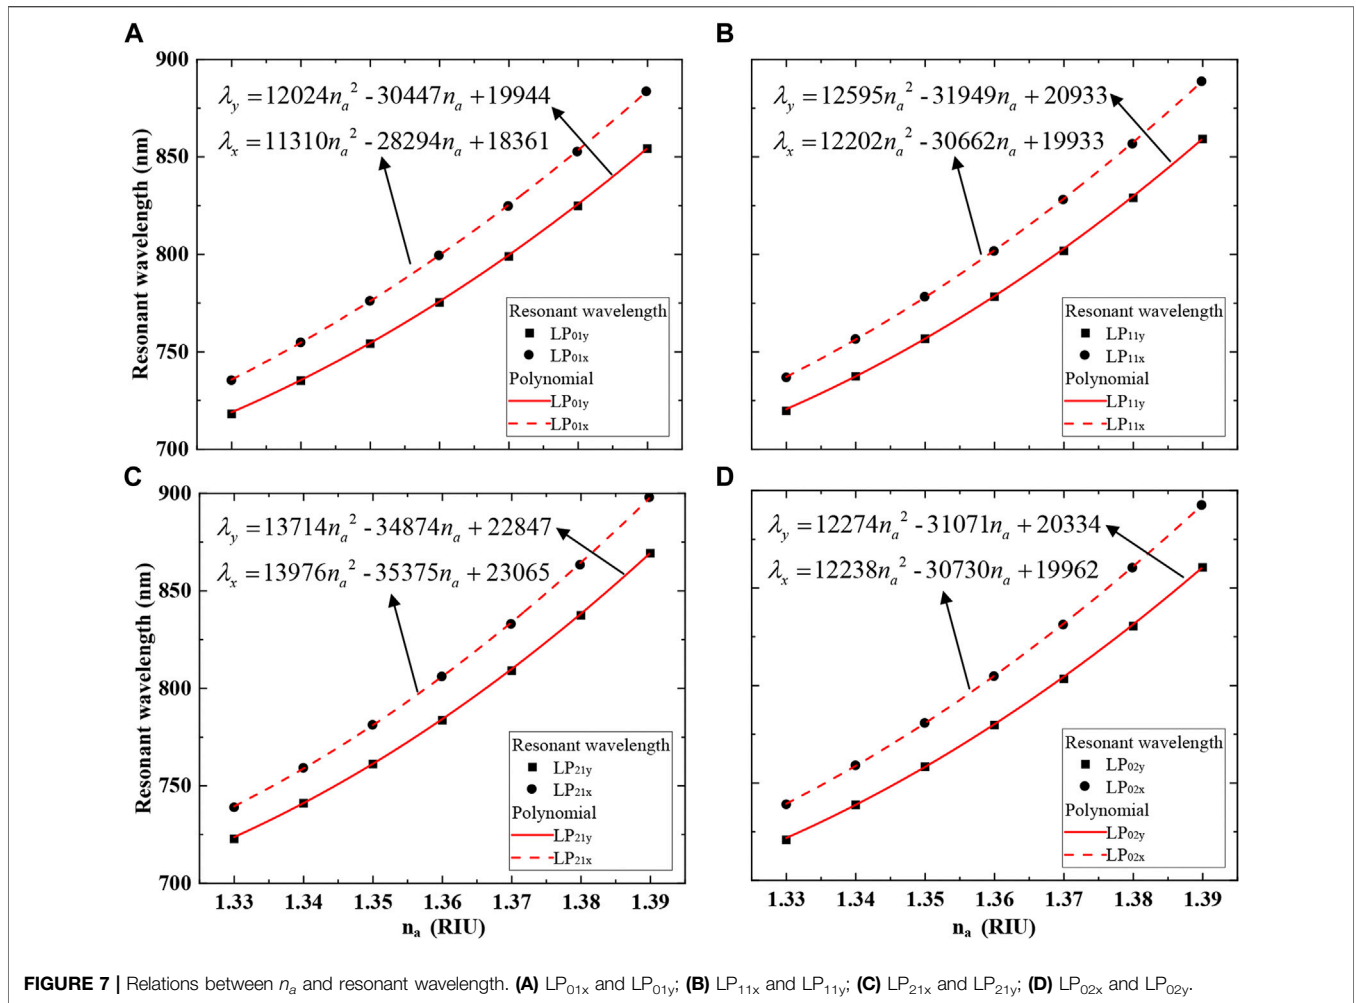 A
900
850
800
750
700
Resonant wavelength (nm)
λy =12024na² -30447na +19944
λx =11310na² -28294na +18361
Resonant wavelength
LP01y
LP01x
Polynomial
LP01y
LP01x
B
λy =12595na² -31949na +20933
λx =12202na² -30662na +19933
Resonant wavelength
LP11y
LP11x
Polynomial
LP11y
LP11x
C
900
850
800
750
700
Resonant wavelength (nm)
λy =13714na² -34874na +22847
λx =13976na² -35375na +23065
Resonant wavelength
LP21y
LP21x
Polynomial
LP21y
LP21x
1.33 1.34 1.35 1.36 1.37 1.38 1.39
na (RIU)
D
λy =12274na² -31071na +20334
λx =12238na² -30730na +19962
Resonant wavelength
LP02y
LP02x
Polynomial
LP02y
LP02x
1.33 1.34 1.35 1.36 1.37 1.38 1.39
na (RIU)
FIGURE 7 | Relations between na and resonant wavelength. (A) LP01x and LP01y; (B) LP11x and LP11y; (C) LP21x and LP21y; (D) LP02x and LP02y.